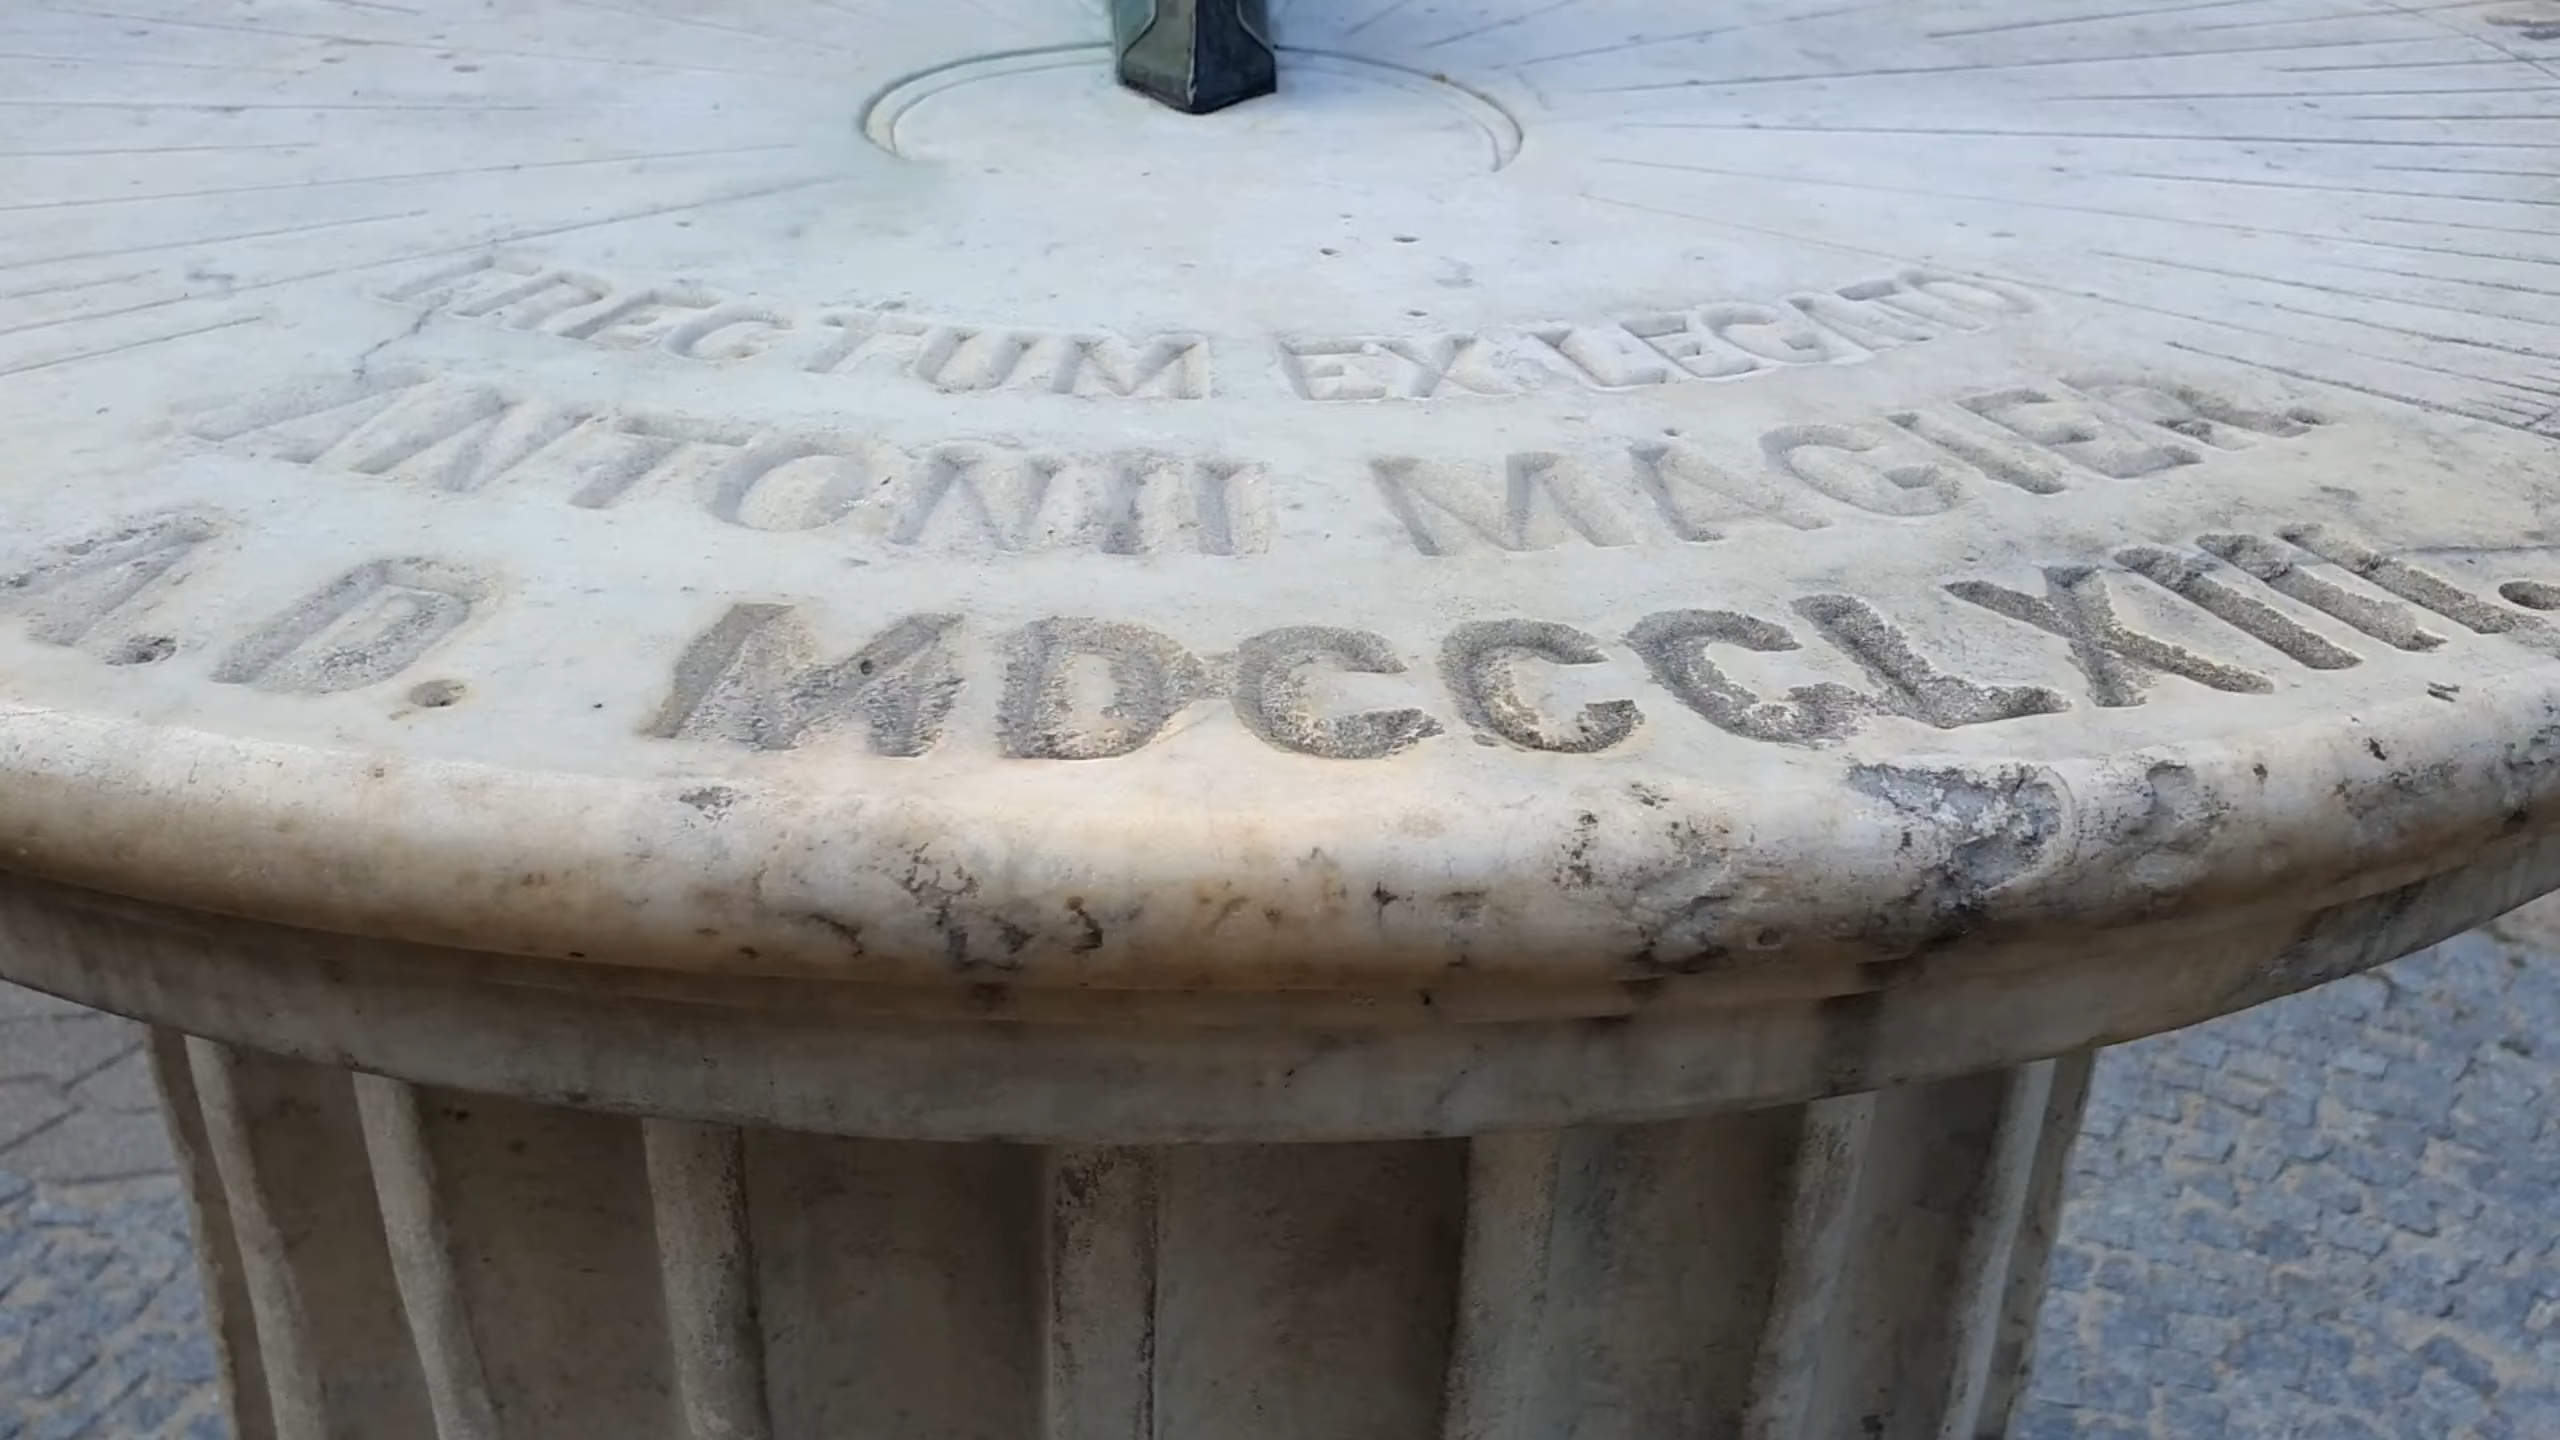 ERECTUM EX LEGATO
ANTONII MAGIER.
A. D. MDCCCLXIII.